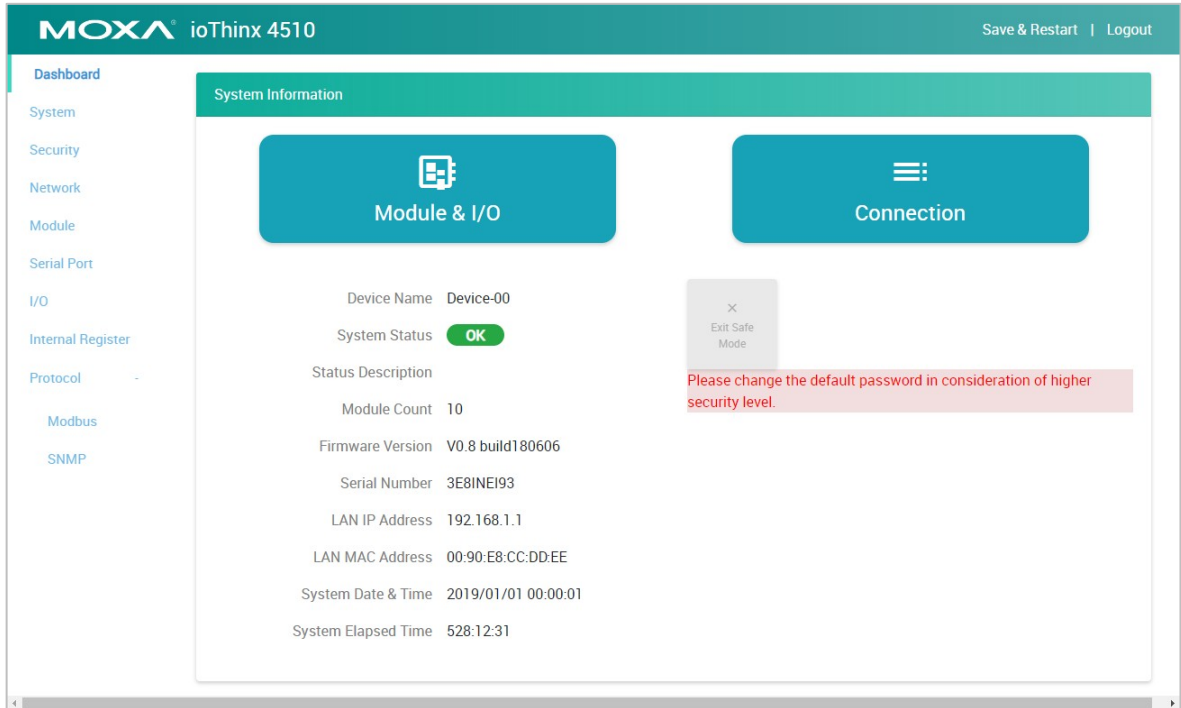 MOXA® ioThinx 4510
Save & Restart | Logout
Dashboard
System
Security
Network
Module
Serial Port
I/O
Internal Register
Protocol -
Modbus
SNMP
System Information
Module & I/O
Connection
Device Name Device-00
System Status OK
Status Description
Module Count 10
Firmware Version V0.8 build180606
Serial Number 3E8INEI93
LAN IP Address 192.168.1.1
LAN MAC Address 00:90:E8:CC:DD:EE
System Date & Time 2019/01/01 00:00:01
System Elapsed Time 528:12:31
× 
Exit Safe
Mode
Please change the default password in consideration of higher
security level.